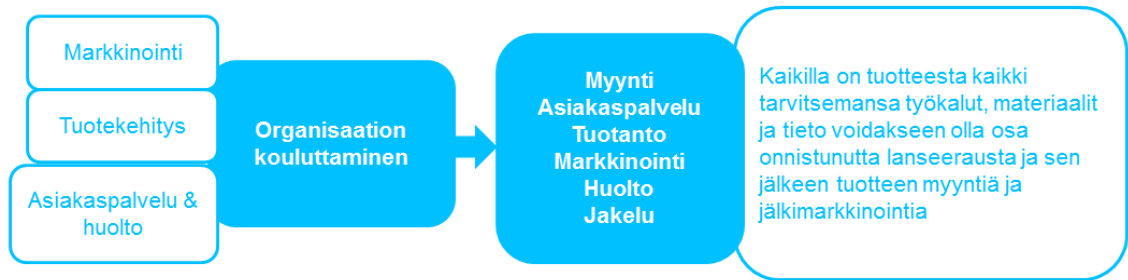 Markkinointi
Tuotekehitys
Asiakaspalvelu &
huolto
Organisaation
kouluttaminen
Myynti
Asiakaspalvelu
Tuotanto
Markkinointi
Huolto
Jakelu
Kaikilla on tuotteesta kaikki
tarvitsemansa työkalut, materiaalit
ja tieto voidakseen olla osa
onnistunutta lanseerausta ja sen
jälkeen tuotteen myyntiä ja
jälkimarkkinointia